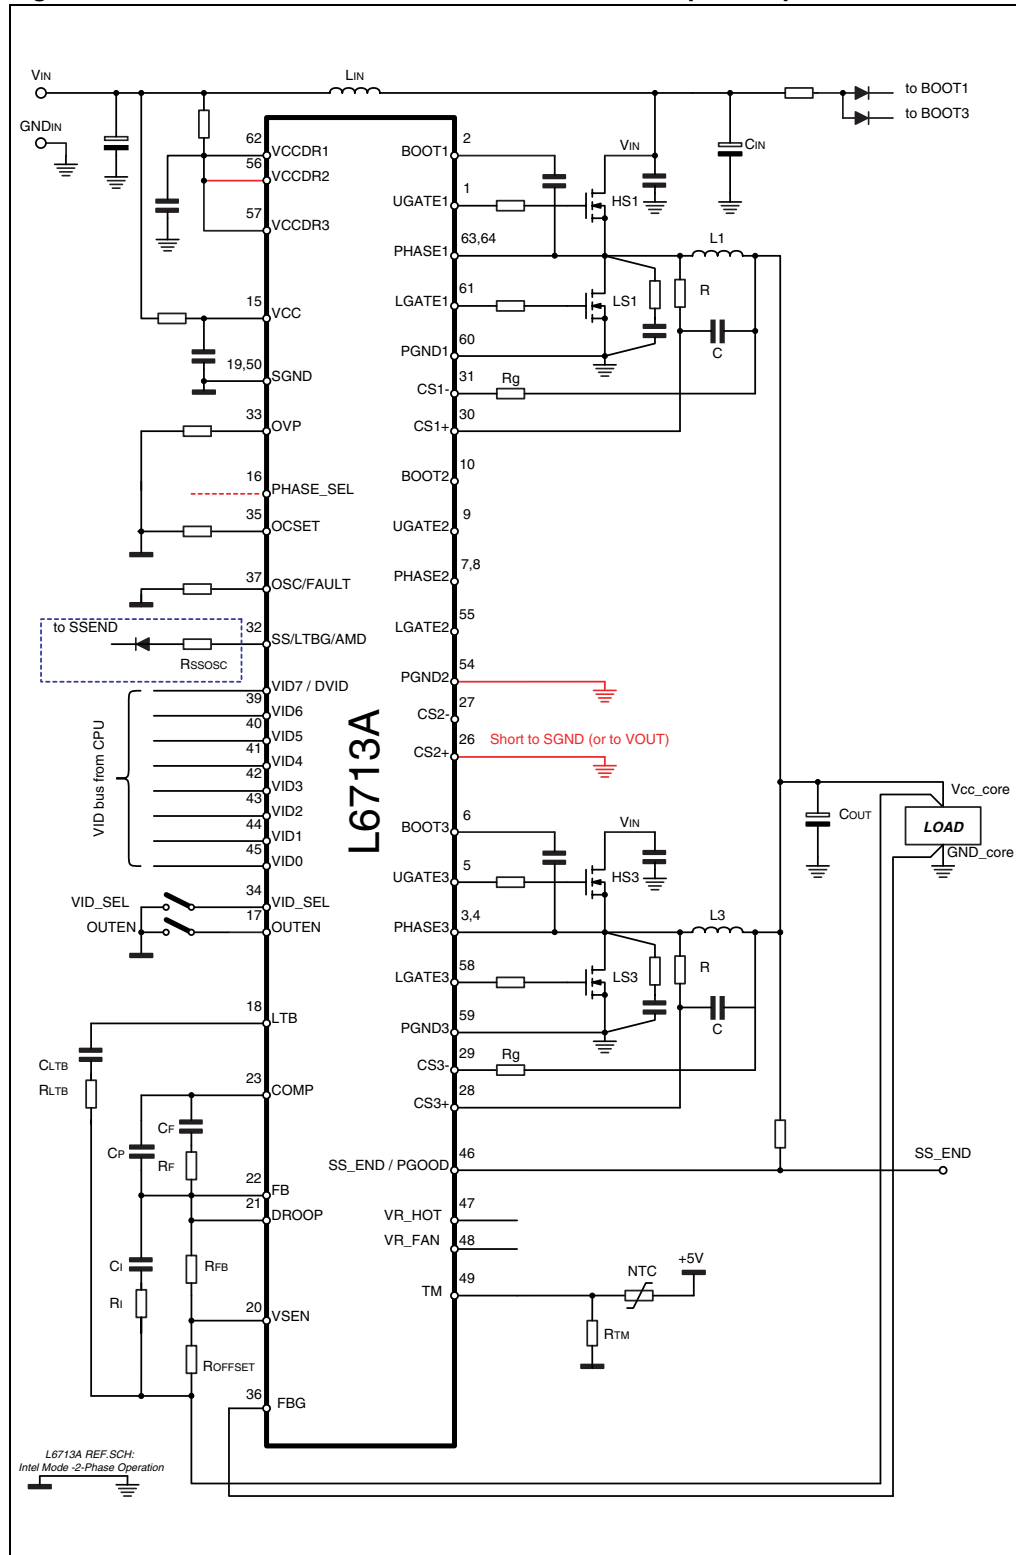 VIN
LIN
to BOOT1
to BOOT3
GNDIN
CIN
62
VCCDR1
56
VCCDR2
57
VCCDR3
15
VCC
19,50
SGND
33
OVP
16
PHASE_SEL
35
OCSET
37
OSC/FAULT
to SSEND
32
SS/LTBG/AMD
RSSOSC
VID7 / DVID
39
VID6
40
VID5
41
VID4
42
VID3
43
VID2
44
VID1
45
VID0
VID bus from CPU
34
VID_SEL
VID_SEL
17
OUTEN
OUTEN
18
LTB
CLTB
RLTB
23
COMP
CF
CP
RF
22
FB
21
DROOP
CI
RFB
RI
20
VSEN
ROFFSET
36
FBG
L6713A
2
BOOT1
VIN
1
UGATE1
HS1
63,64
PHASE1
L1
61
LGATE1
LS1
R
60
PGND1
C
31
CS1-
Rg
30
CS1+
10
BOOT2
9
UGATE2
7,8
PHASE2
55
LGATE2
54
PGND2
27
CS2-
26
CS2+
Short to SGND (or to VOUT)
6
BOOT3
VIN
5
UGATE3
HS3
3,4
PHASE3
L3
58
LGATE3
LS3
R
59
PGND3
C
29
CS3-
Rg
28
CS3+
COUT
Vcc_core
LOAD
GND_core
46
SS_END / PGOOD
SS_END
47
VR_HOT
48
VR_FAN
49
TM
NTC
+5V
RTM
L6713A REF.SCH:
Intel Mode -2-Phase Operation